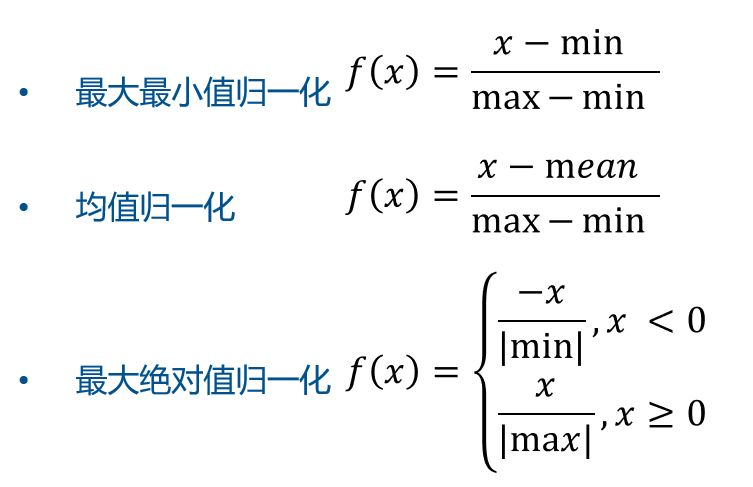 • 最大最小值归一化 f(x) = (x − min) / (max − min)
• 均值归一化 f(x) = (x − mean) / (max − min)
• 最大绝对值归一化 f(x) = { −x / |min| , x < 0
x / |max| , x ≥ 0